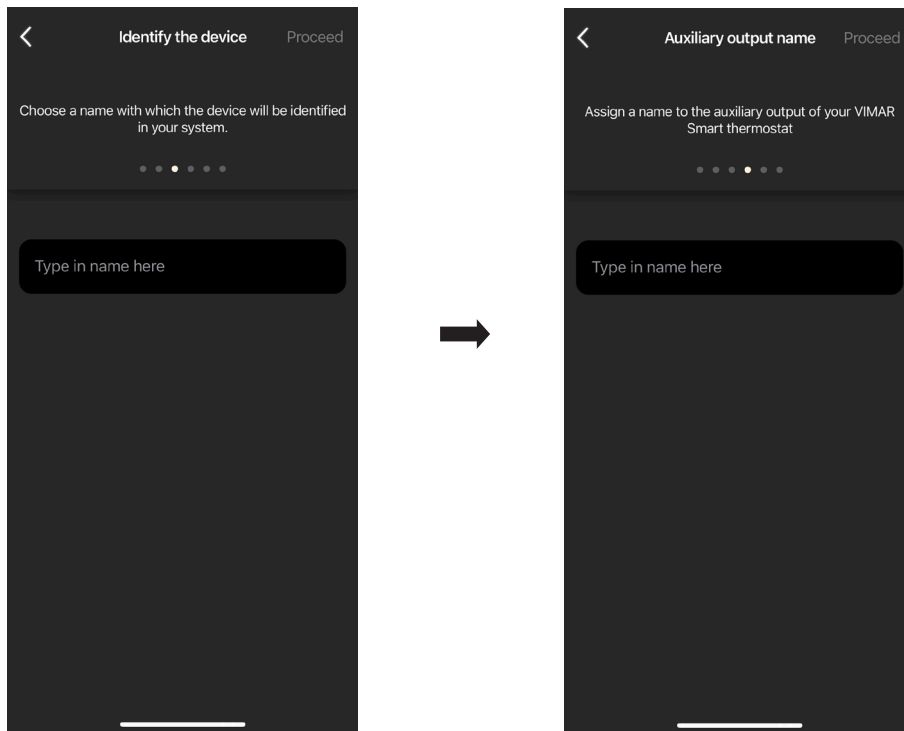 Identify the device
Proceed
Choose a name with which the device will be identified
in your system.
Type in name here
Auxiliary output name
Proceed
Assign a name to the auxiliary output of your VIMAR
Smart thermostat
Type in name here